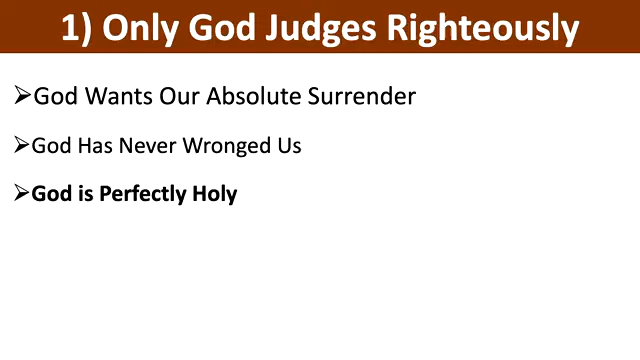 1) Only God Judges Righteously
➢God Wants Our Absolute Surrender
➢God Has Never Wronged Us
➢God is Perfectly Holy